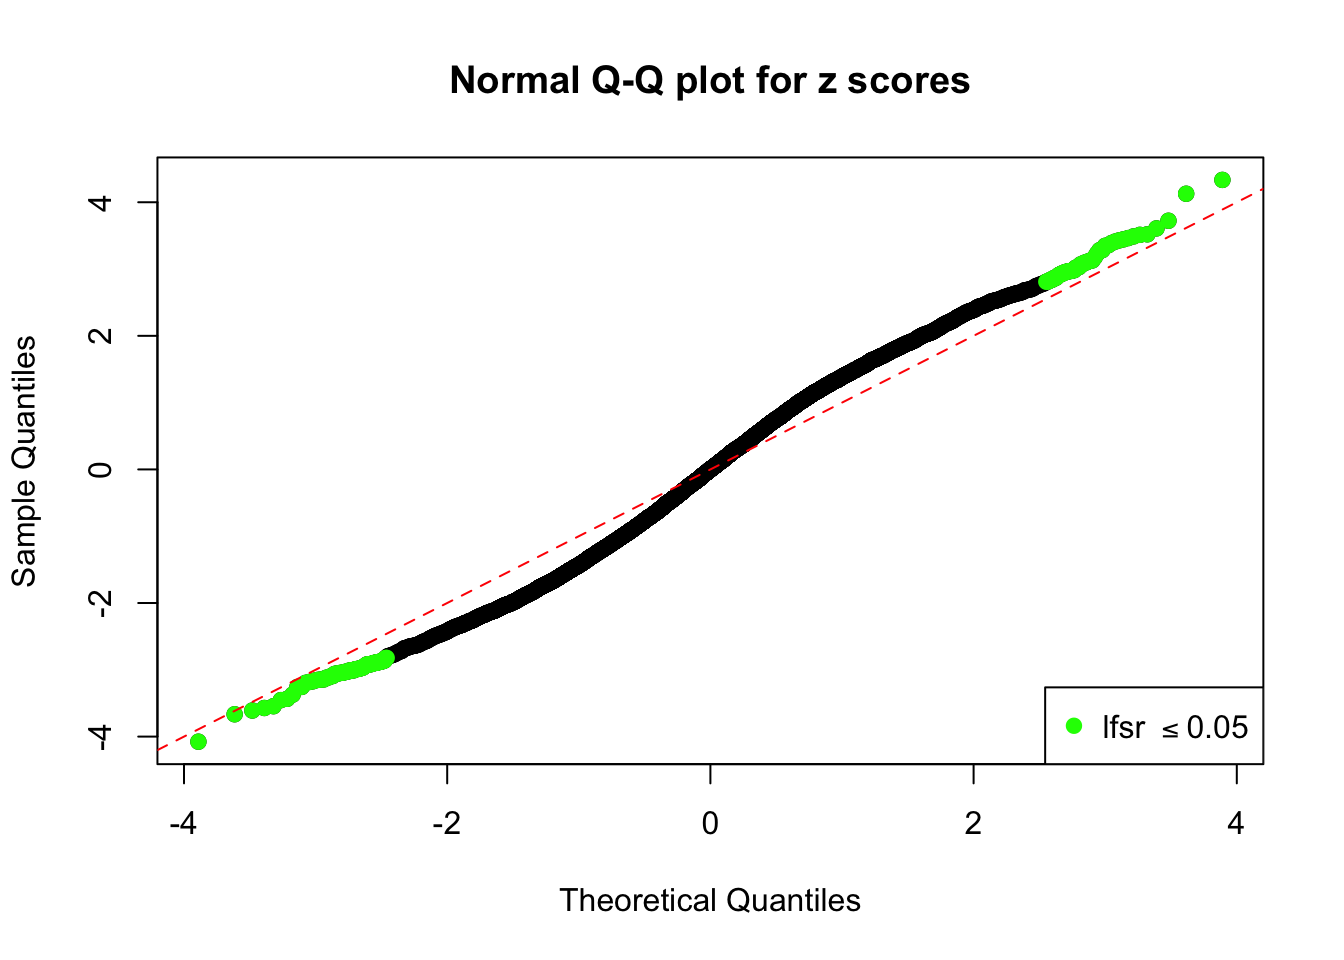 Normal Q-Q plot for z scores
Sample Quantiles
4
2
0
-2
-4
-4 -2 0 2 4
Theoretical Quantiles
lfsr ≤ 0.05